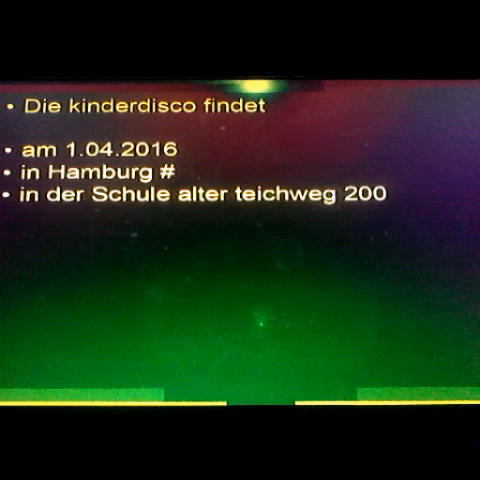 • Die kinderdisco findet
• am 1.04.2016
• in Hamburg #
• in der Schule alter teichweg 200